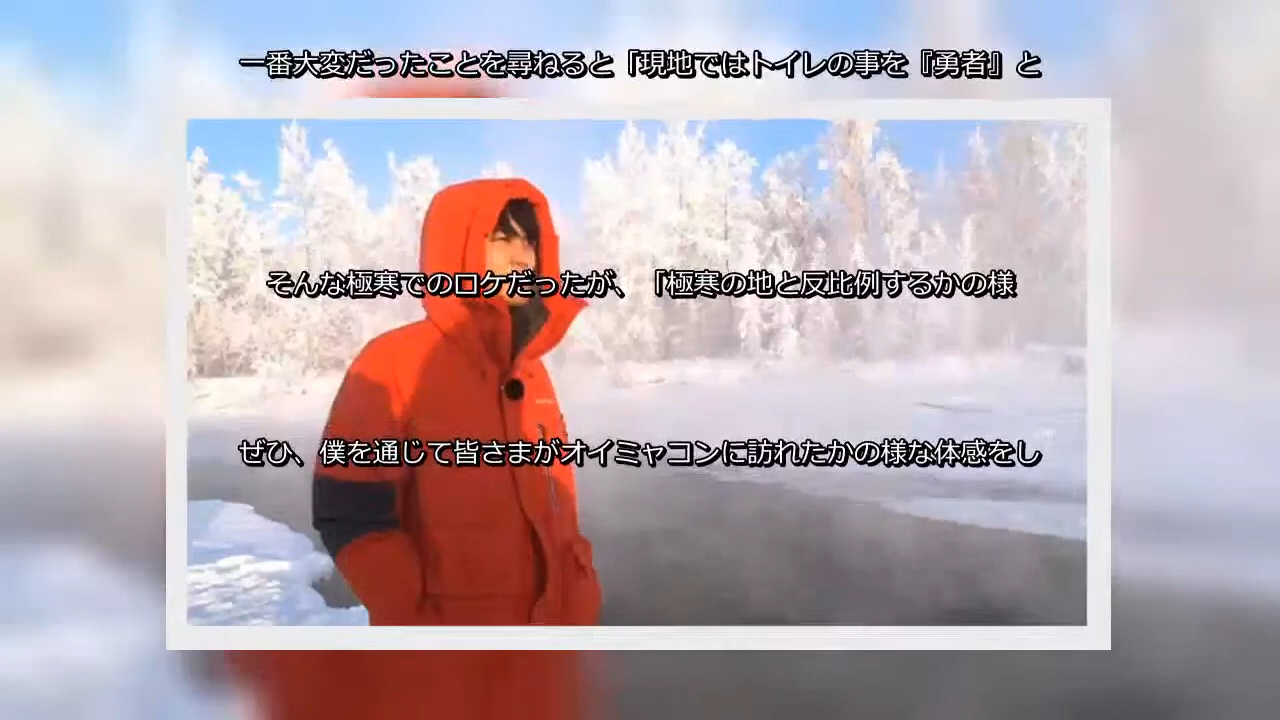 一番大変だったことを尋ねると「現地ではトイレの事を『勇者』と
そんな極寒でのロケだったが、「極寒の地と反比例するかの様
ぜひ、僕を通じて皆さまがオイミャコンに訪れたかの様な体感をし